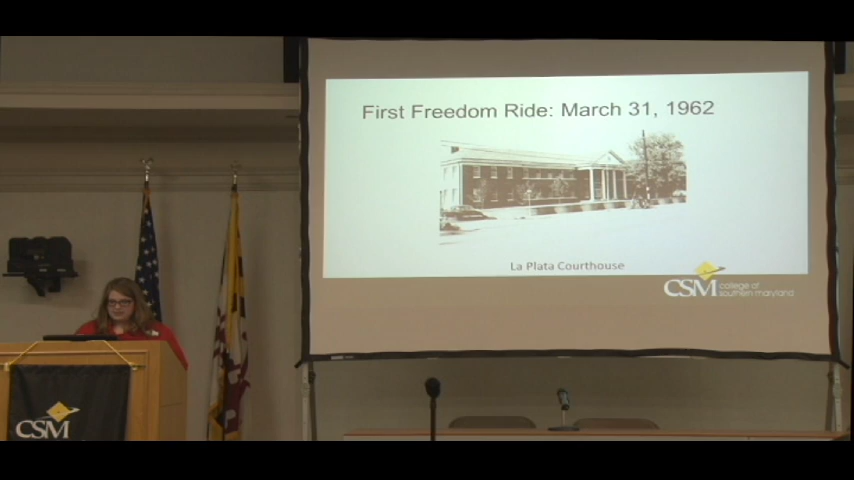 First Freedom Ride: March 31, 1962
La Plata Courthouse
CSM college of
southern maryland
CSM